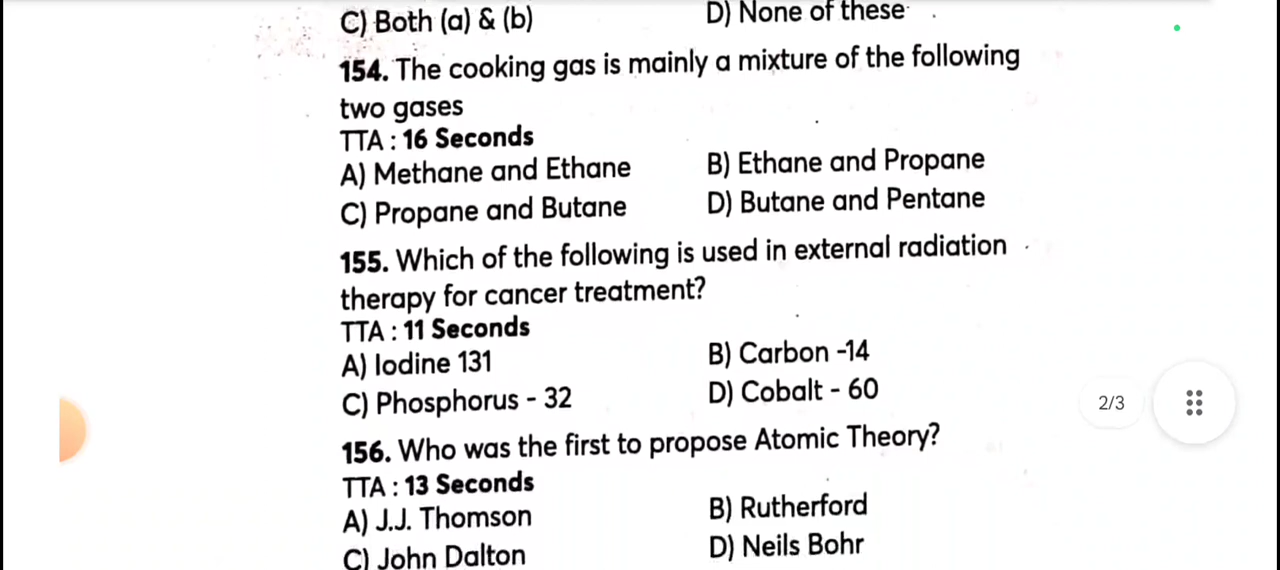 C) Both (a) & (b) D) None of these
154. The cooking gas is mainly a mixture of the following
two gases
TTA : 16 Seconds
A) Methane and Ethane B) Ethane and Propane
C) Propane and Butane D) Butane and Pentane
155. Which of the following is used in external radiation
therapy for cancer treatment?
TTA : 11 Seconds
A) Iodine 131 B) Carbon -14
C) Phosphorus - 32 D) Cobalt - 60
2/3
156. Who was the first to propose Atomic Theory?
TTA : 13 Seconds
A) J.J. Thomson B) Rutherford
C) John Dalton D) Neils Bohr